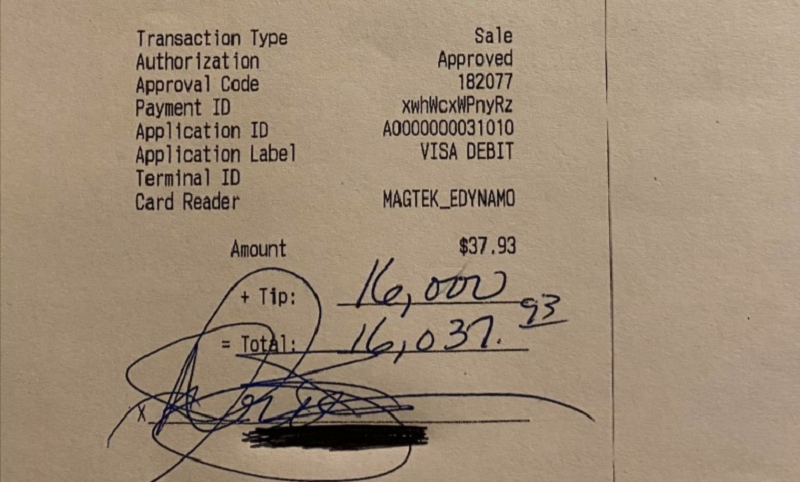 Transaction Type Sale
Authorization Approved
Approval Code 182077
Payment ID xwhWcxWPnyRz
Application ID A0000000031010
Application Label VISA DEBIT
Terminal ID
Card Reader MAGTEK_EDYNAMO
Amount $37.93
+ Tip: 16,000
= Total: 16,037.93
X